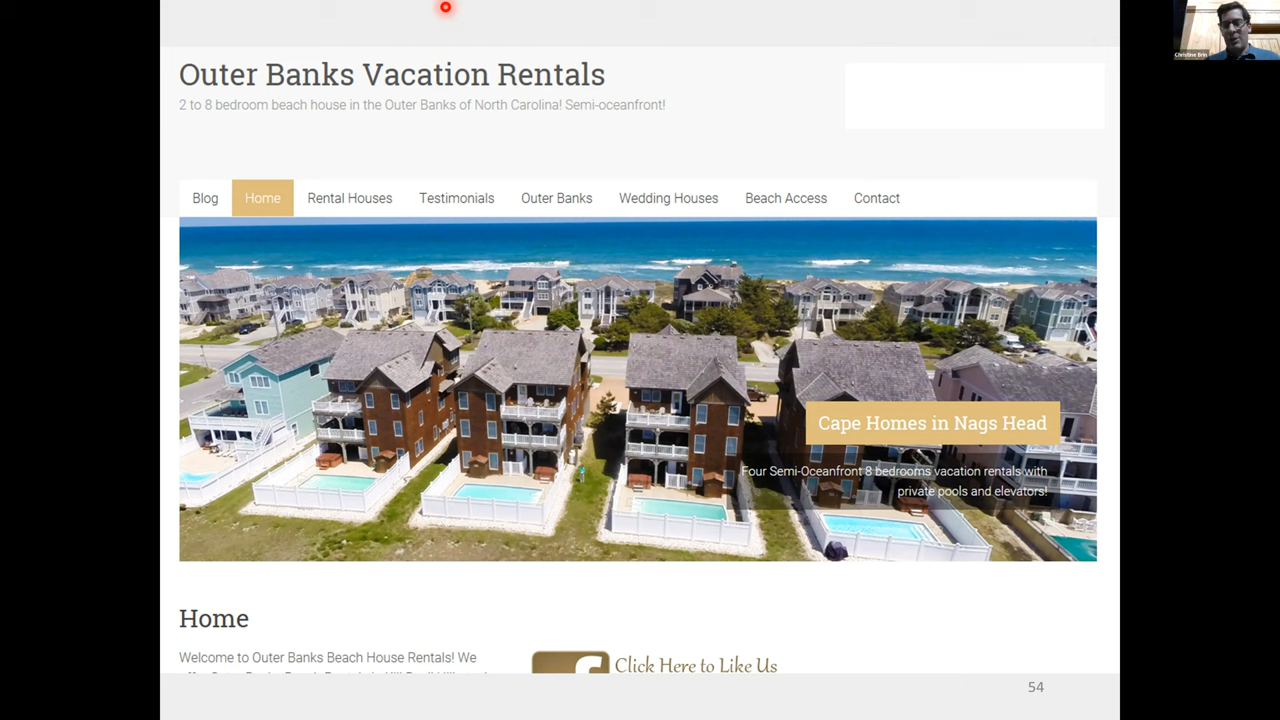 Christine Brin
Outer Banks Vacation Rentals
2 to 8 bedroom beach house in the Outer Banks of North Carolina! Semi-oceanfront!
Blog Home Rental Houses Testimonials Outer Banks Wedding Houses Beach Access Contact
Cape Homes in Nags Head
Four Semi-Oceanfront 8 bedrooms vacation rentals with
private pools and elevators!
Home
Welcome to Outer Banks Beach House Rentals! We
Click Here to Like Us
54